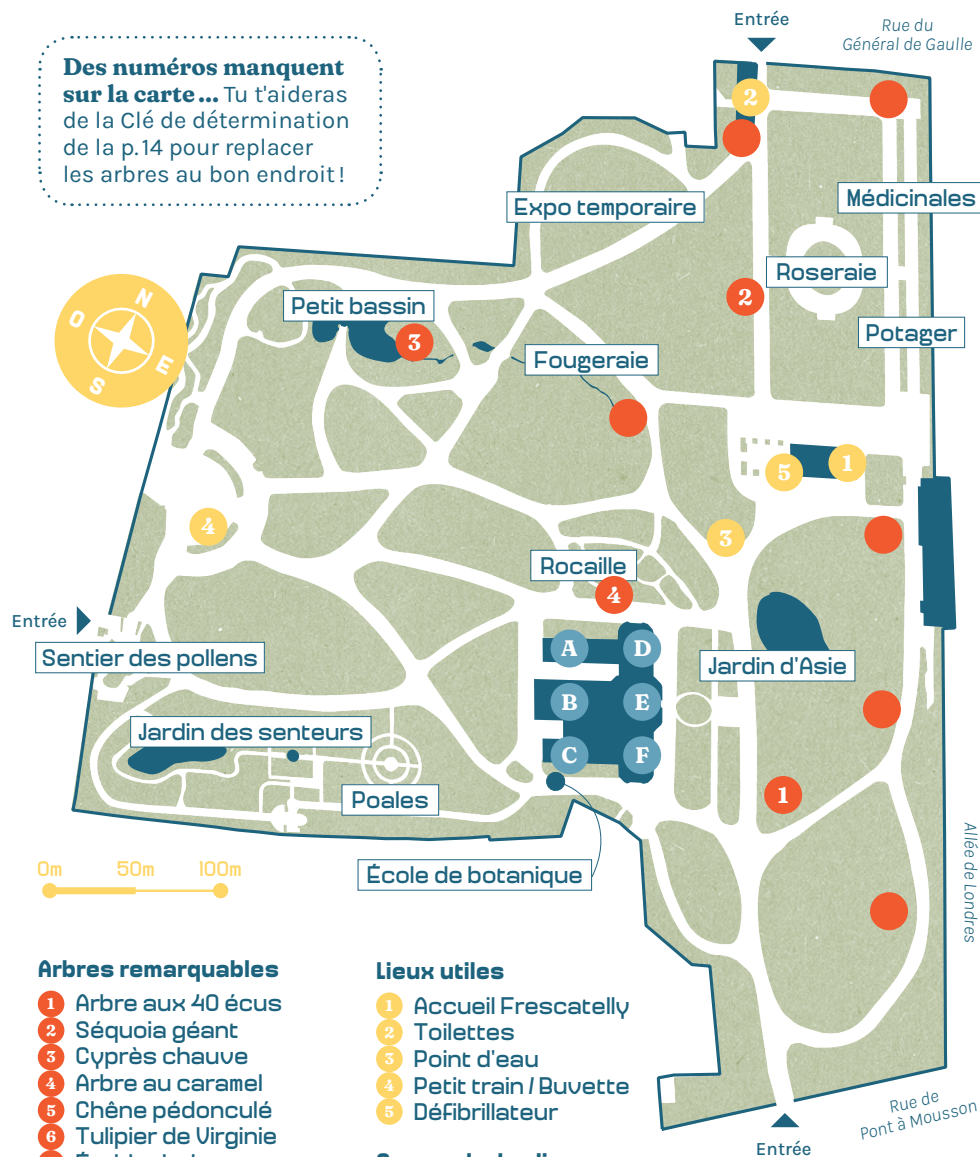 Entrée
Rue du
Général de Gaulle
Des numéros manquent
sur la carte... Tu t'aideras
de la Clé de détermination
de la p.14 pour replacer
les arbres au bon endroit!
2
Médicinales
Expo temporaire
Roseraie
N
O
E
S
Petit bassin
2
3
Potager
Fougeraie
5
1
4
3
Rocaille
4
Entrée
Sentier des pollens
A
D
Jardin d'Asie
B
E
Jardin des senteurs
C
F
Poales
1
École de botanique
0m
50m
100m
Allée de Londres
Arbres remarquables
1 Arbre aux 40 écus
2 Séquoia géant
3 Cyprès chauve
4 Arbre au caramel
5 Chêne pédonculé
6 Tulipier de Virginie
Lieux utiles
1 Accueil Frescatelly
2 Toilettes
3 Point d'eau
4 Petit train / Buvette
5 Défibrillateur
Rue de
Pont à Mousson
Entrée